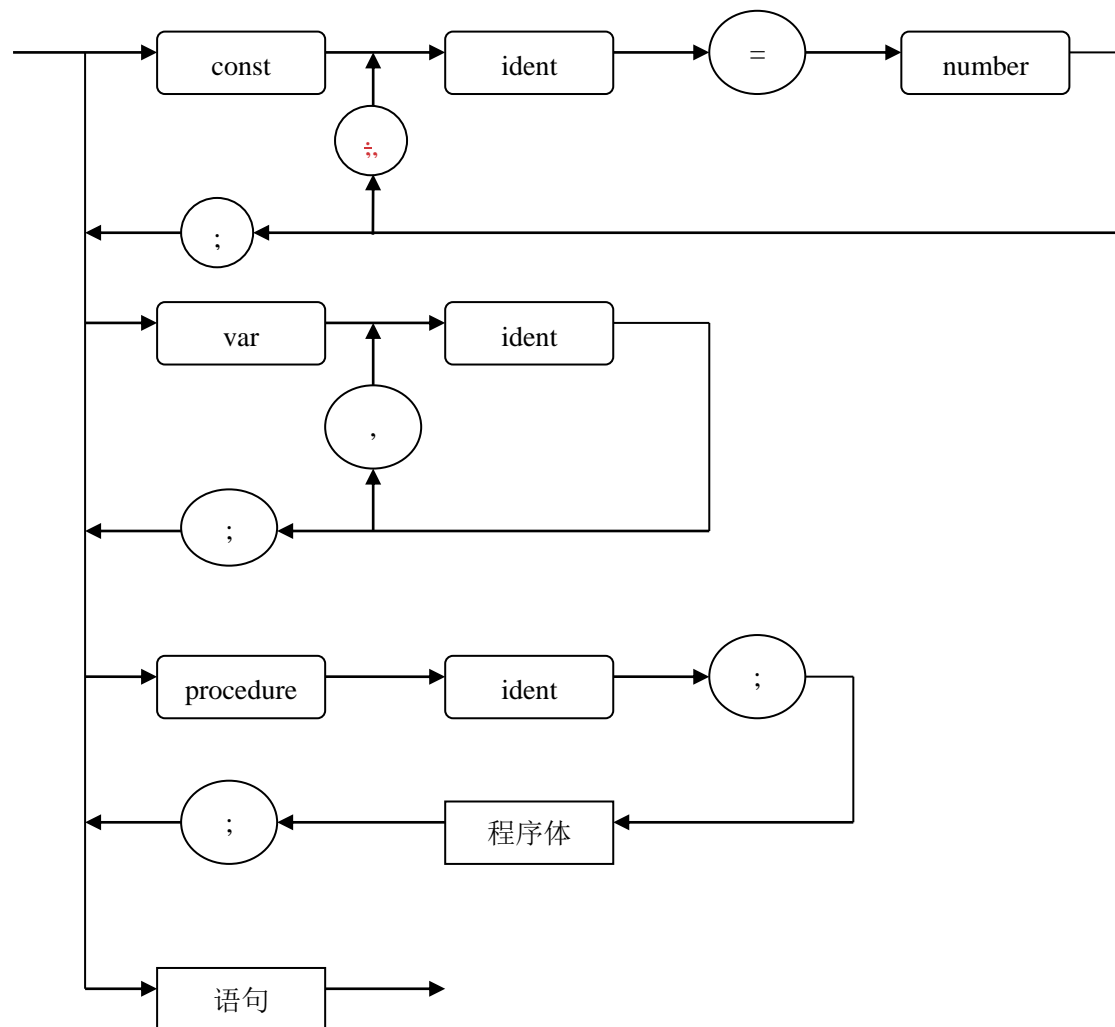 const ident = number
;,
;
var ident
,
;
procedure ident ;
; 程序体
语句